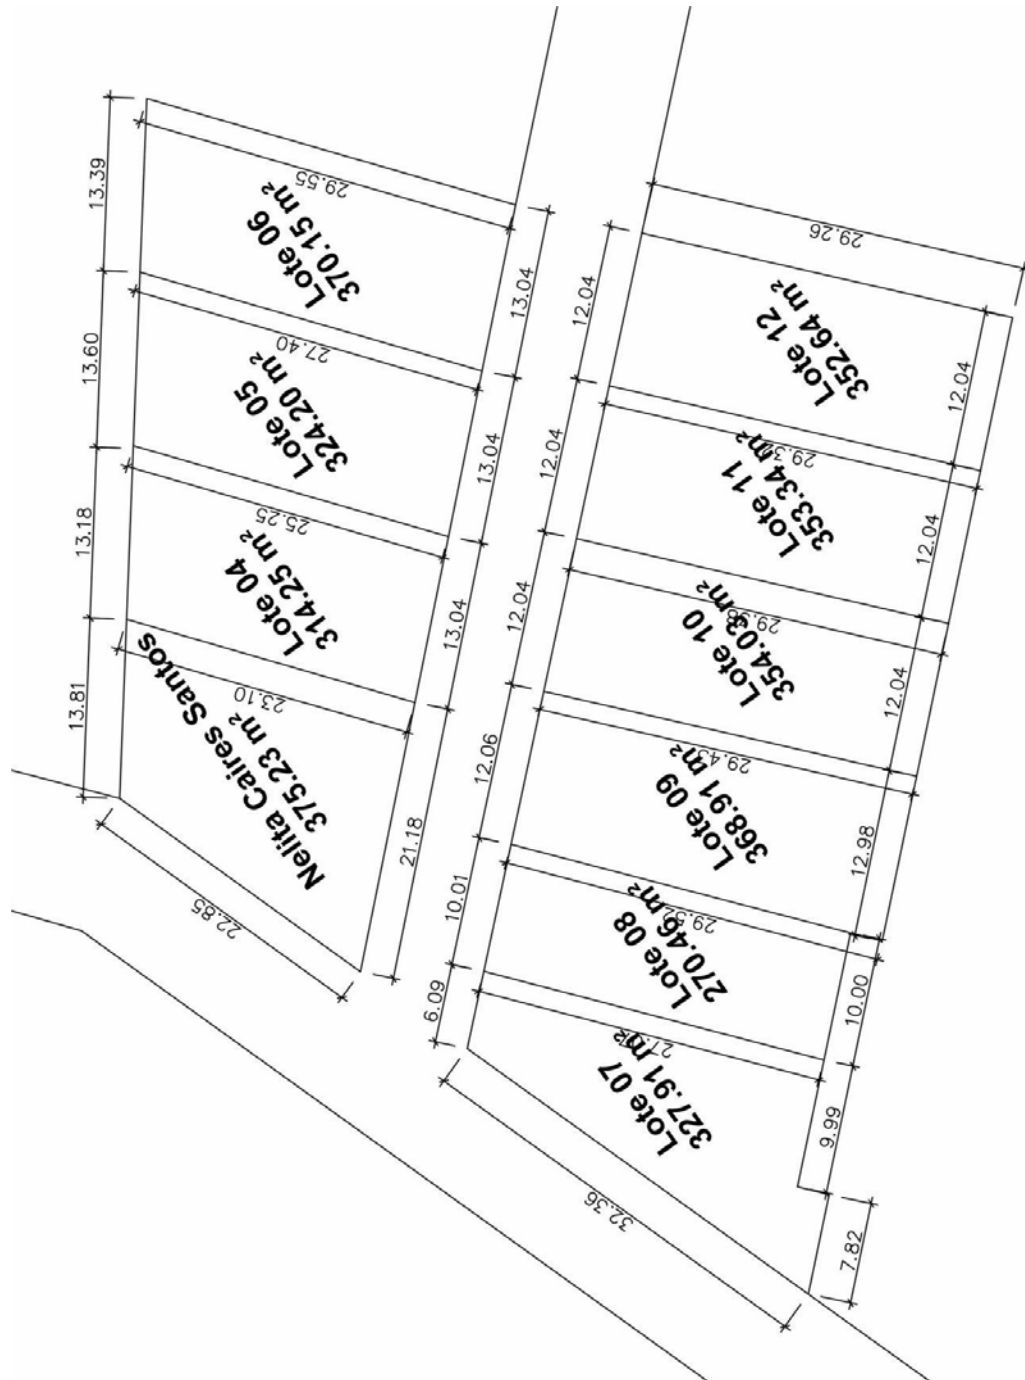 13.39
29.55
Lote 06
370.15 m²
13.04
13.60
27.40
Lote 05
324.20 m²
13.04
13.18
25.25
Lote 04
314.25 m²
13.04
13.81
23.10
Nelita Caires Santos
375.23 m²
21.18
22.85
29.26
12.04
Lote 12
352.64 m²
12.04
12.04
Lote 11
353.34 m²
12.04
12.04
Lote 10
354.03 m²
12.04
12.06
29.43
Lote 09
368.91 m²
12.98
10.01
29.52
Lote 08
270.46 m²
10.00
6.09
Lote 07
327.91 m²
9.99
32.36
7.82